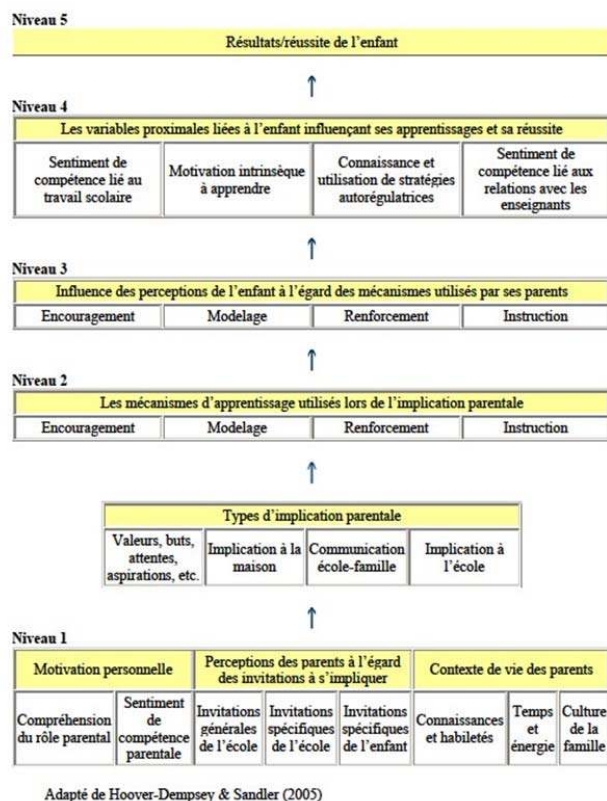 Niveau 5
Résultats/réussite de l'enfant
Niveau 4
Les variables proximales liées à l'enfant influençant ses apprentissages et sa réussite
Sentiment de
compétence lié au
travail scolaire
Motivation intrinsèque
à apprendre
Connaissance et
utilisation de stratégies
autorégulatrices
Sentiment de
compétence lié aux
relations avec les
enseignants
Niveau 3
Influence des perceptions de l'enfant à l'égard des mécanismes utilisés par ses parents
Encouragement
Modelage
Renforcement
Instruction
Niveau 2
Les mécanismes d'apprentissage utilisés lors de l'implication parentale
Encouragement
Modelage
Renforcement
Instruction
Types d'implication parentale
Valeurs, buts,
attentes,
aspirations, etc.
Implication à la
maison
Communication
école-famille
Implication à
l'école
Niveau 1
Motivation personnelle
Perceptions des parents à l'égard
des invitations à s'impliquer
Contexte de vie des parents
Compréhension
du rôle parental
Sentiment
de
compétence
parentale
Invitations
générales
de l'école
Invitations
spécifiques
de l'école
Invitations
spécifiques
de l'enfant
Connaissances
et habiletés
Temps
et
énergie
Culture
de la
famille
Adapté de Hoover-Dempsey & Sandler (2005)